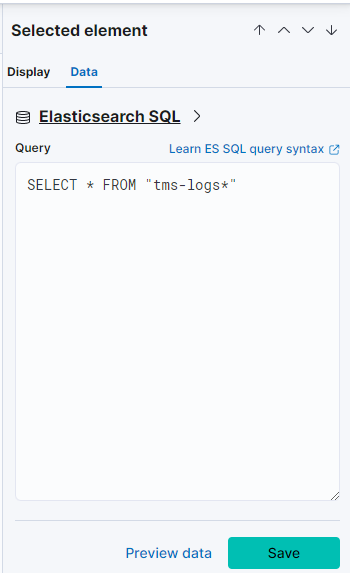 Selected element
Display Data
Elasticsearch SQL
Query Learn ES SQL query syntax
SELECT * FROM "tms-logs*"
Preview data Save